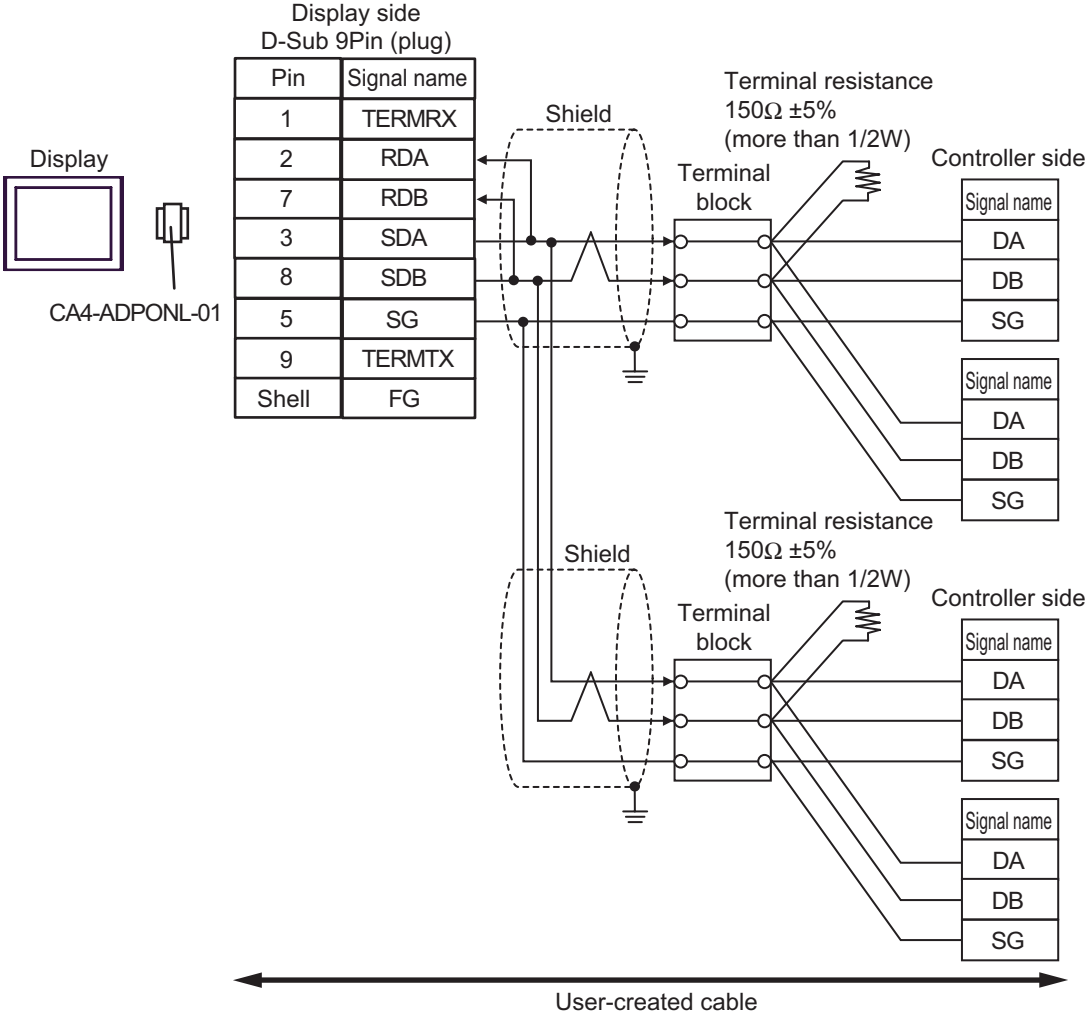 Display side
D-Sub 9Pin (plug)
Pin Signal name
1 TERMRX
2 RDA
7 RDB
3 SDA
8 SDB
5 SG
9 TERMTX
Shell FG
Display
CA4-ADPONL-01
Shield
Terminal resistance
150Ω ±5%
(more than 1/2W)
Terminal
block
Controller side
Signal name
DA
DB
SG
Signal name
DA
DB
SG
Shield
Terminal resistance
150Ω ±5%
(more than 1/2W)
Terminal
block
Controller side
Signal name
DA
DB
SG
Signal name
DA
DB
SG
User-created cable